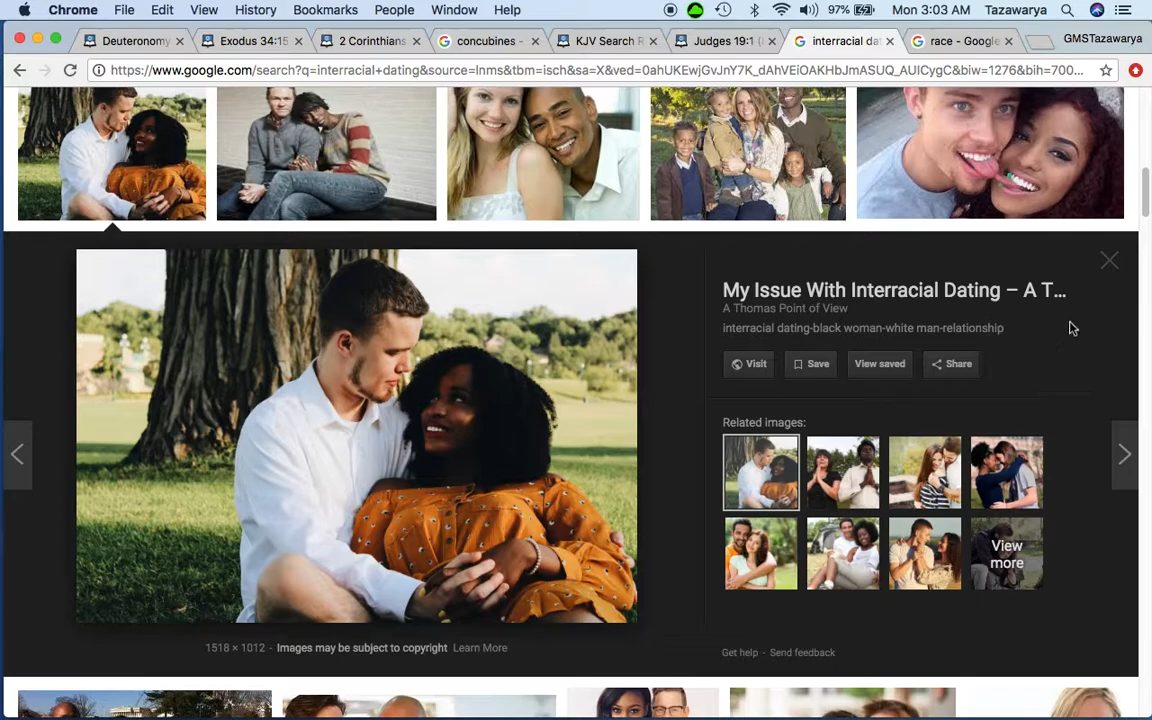 Chrome File Edit View History Bookmarks People Window Help 97% Mon 3:03 AM Tazawarya
Deuteronomy Exodus 34:15 2 Corinthians concubines - KJV Search R Judges 19:1 ( interracial dat race - Google GMSTazawarya
https://www.google.com/search?q=interracial+dating&source=lnms&tbm=isch&sa=X&ved=0ahUKEwjGvJnY7K_dAhVEiOAKHbJmASUQ_AUICygC&biw=1276&bih=700...
My Issue With Interracial Dating – A T...
A Thomas Point of View
interracial dating-black woman-white man-relationship
Visit Save View saved Share
Related images:
View
more
1518 × 1012 - Images may be subject to copyright Learn More
Get help - Send feedback